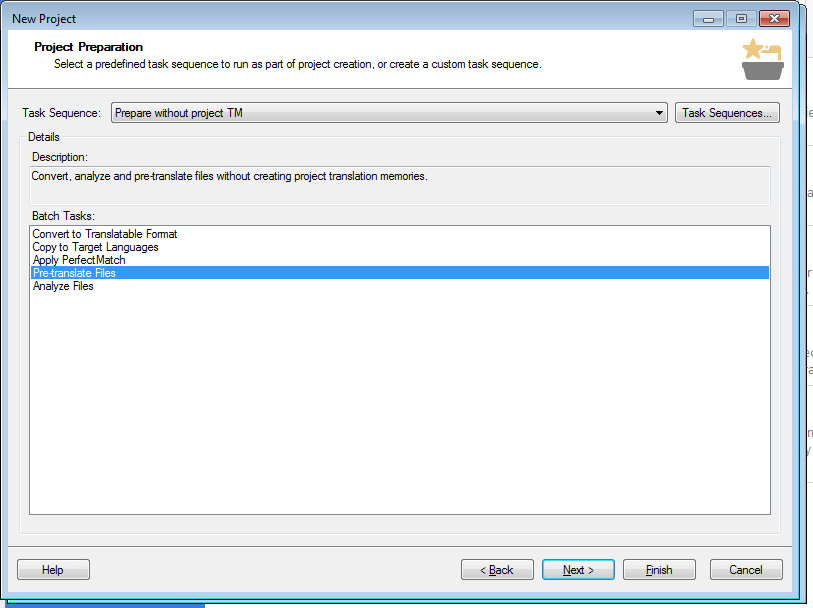 New Project
Project Preparation
Select a predefined task sequence to run as part of project creation, or create a custom task sequence.
Task Sequence: Prepare without project TM Task Sequences...
Details
Description:
Convert, analyze and pre-translate files without creating project translation memories.
Batch Tasks:
Convert to Translatable Format
Copy to Target Languages
Apply PerfectMatch
Pre-translate Files
Analyze Files
Help < Back Next > Finish Cancel